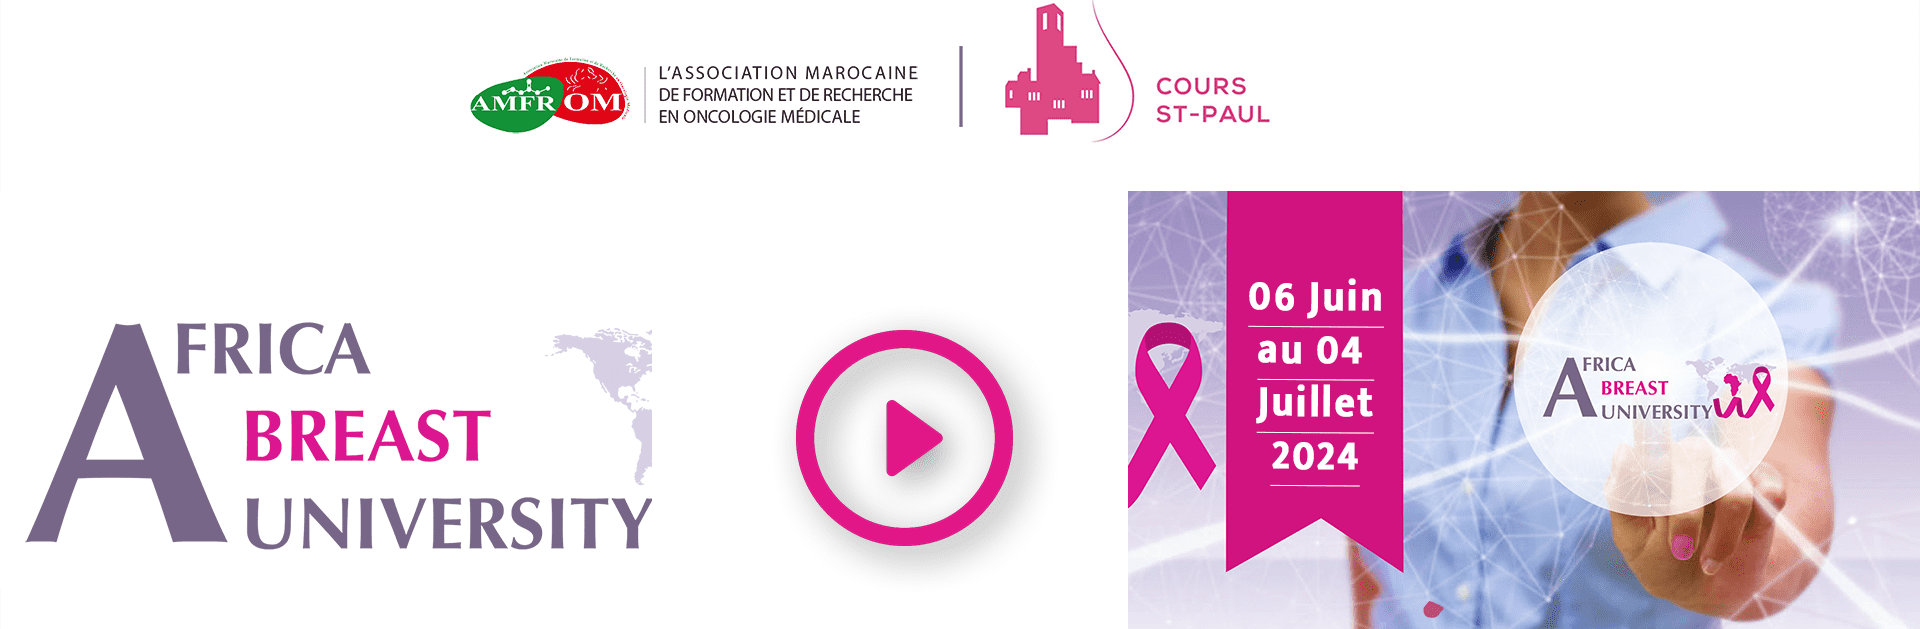 AMFROM
L'ASSOCIATION MAROCAINE
DE FORMATION ET DE RECHERCHE
EN ONCOLOGIE MÉDICALE
COURS
ST-PAUL
AFRICA
BREAST
UNIVERSITY
06 Juin
au 04
Juillet
2024
AFRICA
BREAST
UNIVERSITY